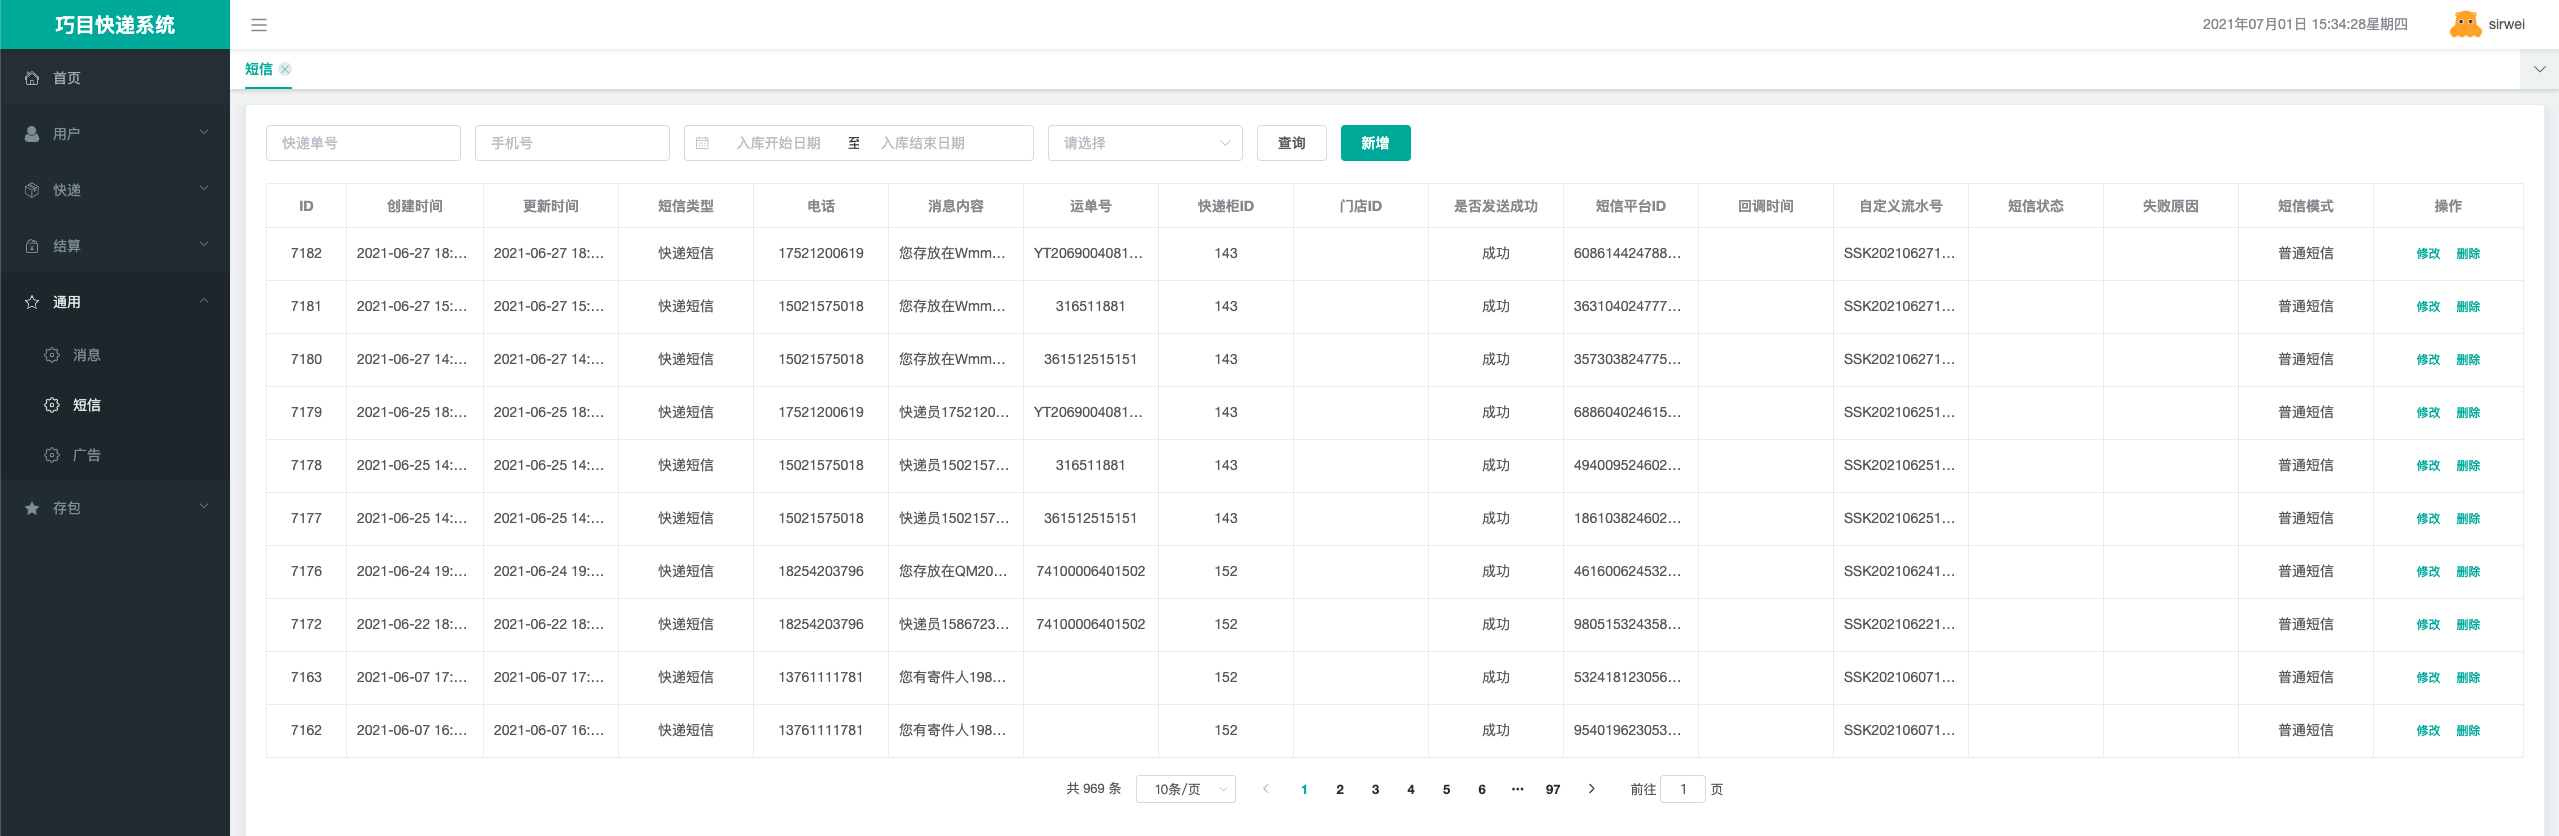 巧目快递系统
2021年07月01日 15:34:28星期四
sirwei
首页
用户
快递
结算
通用
消息
短信
广告
存包
短信
快递单号 手机号 入库开始日期 至 入库结束日期 请选择 查询 新增
ID 创建时间 更新时间 短信类型 电话 消息内容 运单号 快递柜ID 门店ID 是否发送成功 短信平台ID 回调时间 自定义流水号 短信状态 失败原因 短信模式 操作
7182 2021-06-27 18:... 2021-06-27 18:... 快递短信 17521200619 您存放在Wmm... YT2069004081... 143 成功 608614424788... SSK202106271... 普通短信 修改 删除
7181 2021-06-27 15:... 2021-06-27 15:... 快递短信 15021575018 您存放在Wmm... 316511881 143 成功 363104024777... SSK202106271... 普通短信 修改 删除
7180 2021-06-27 14:... 2021-06-27 14:... 快递短信 15021575018 您存放在Wmm... 361512515151 143 成功 357303824775... SSK202106271... 普通短信 修改 删除
7179 2021-06-25 18:... 2021-06-25 18:... 快递短信 17521200619 快递员1752120... YT2069004081... 143 成功 688604024615... SSK202106251... 普通短信 修改 删除
7178 2021-06-25 14:... 2021-06-25 14:... 快递短信 15021575018 快递员1502157... 316511881 143 成功 494009524602... SSK202106251... 普通短信 修改 删除
7177 2021-06-25 14:... 2021-06-25 14:... 快递短信 15021575018 快递员1502157... 361512515151 143 成功 186103824602... SSK202106251... 普通短信 修改 删除
7176 2021-06-24 19:... 2021-06-24 19:... 快递短信 18254203796 您存放在QM20... 74100006401502 152 成功 461600624532... SSK202106241... 普通短信 修改 删除
7172 2021-06-22 18:... 2021-06-22 18:... 快递短信 18254203796 快递员1586723... 74100006401502 152 成功 980515324358... SSK202106221... 普通短信 修改 删除
7163 2021-06-07 17:... 2021-06-07 17:... 快递短信 13761111781 您有寄件人198... 152 成功 532418123056... SSK202106071... 普通短信 修改 删除
7162 2021-06-07 16:... 2021-06-07 16:... 快递短信 13761111781 您有寄件人198... 152 成功 954019623053... SSK202106071... 普通短信 修改 删除
共 969 条 10条/页 1 2 3 4 5 6 ... 97 前往 1 页